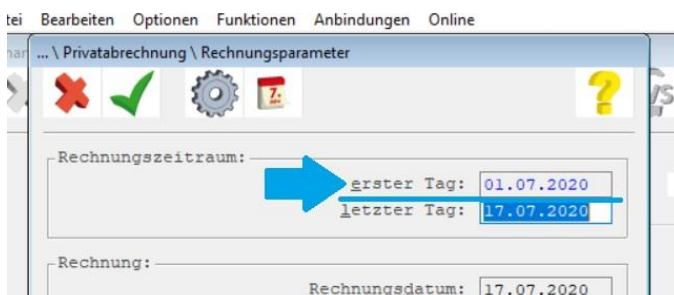 Bearbeiten Optionen Funktionen Anbindungen Online
... \ Privatabrechnung \ Rechnungsparameter
7.
?
Rechnungszeitraum:
erster Tag: 01.07.2020
letzter Tag: 17.07.2020
Rechnung:
Rechnungsdatum: 17.07.2020